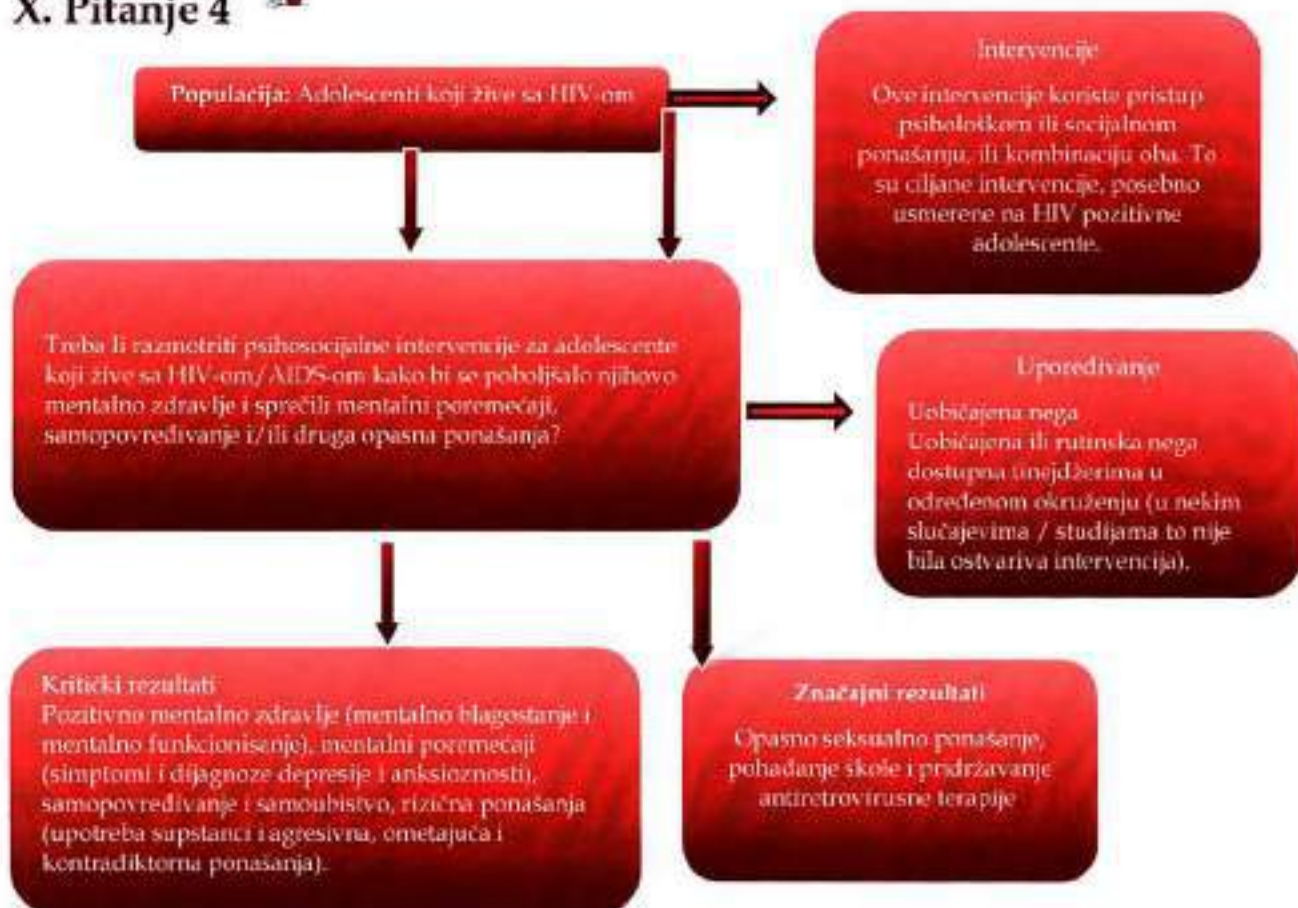 X. Pitanje 4
Populacija: Adolescenti koji žive sa HIV-om
Intervencije
Ove intervencije koriste pristup
psihološkom ili socijalnom
ponašanju, ili kombinaciju oba. To
su ciljane intervencije, posebno
usmerene na HIV pozitivne
adolescente.
Treba li razmotriti psihosocijalne intervencije za adolescente
koji žive sa HIV-om/AIDS-om kako bi se poboljšalo njihovo
mentalno zdravlje i sprečili mentalni poremećaji,
samopovređivanje i/ili druga opasna ponašanja?
Upoređivanje
Uobičajena nega
Uobičajena ili rutinska nega
dostupna tinejdžerima u
određenom okruženju (u nekim
slučajevima / studijama to nije
bila ostvariva intervencija).
Kritički rezultati
Pozitivno mentalno zdravlje (mentalno blagostanje i
mentalno funkcionisanje), mentalni poremećaji
(simptomi i dijagnoze depresije i anksioznosti),
samopovređivanje i samoubistvo, rizična ponašanja
(upotreba supstanci i agresivna, ometajuća i
kontradiktorna ponašanja).
Značajni rezultati
Opasno seksualno ponašanje,
pohađanje škole i pridržavanje
antiretrovirusne terapije